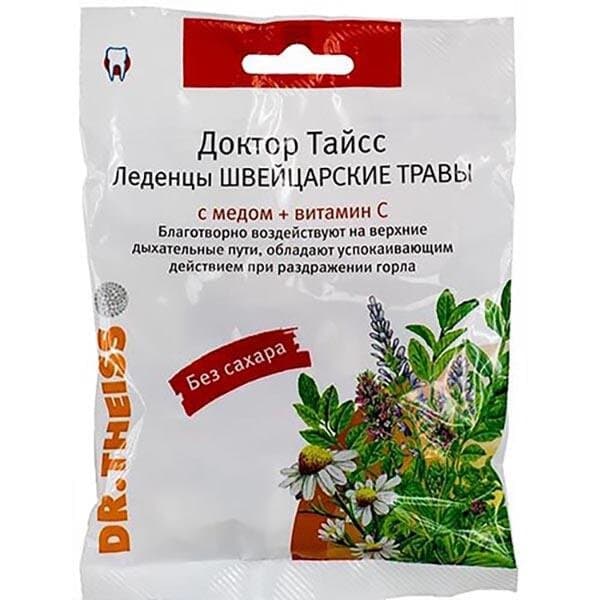 Доктор Тайсс
Леденцы ШВЕЙЦАРСКИЕ ТРАВЫ
с медом + витамин С
Благотворно воздействуют на верхние
дыхательные пути, обладают успокаивающим
действием при раздражении горла
Без сахара
DR.THEISS